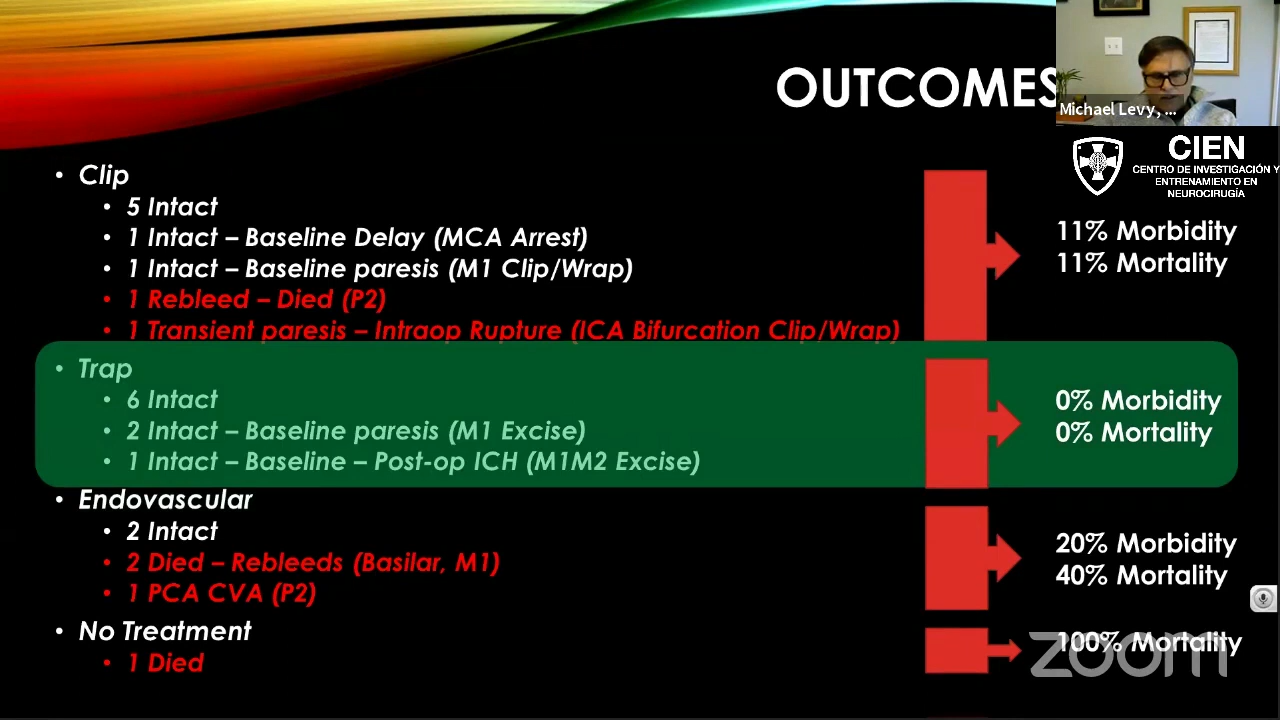 OUTCOMES
Michael Levy, ...
CIEN
CENTRO DE INVESTIGACIÓN Y
ENTRENAMIENTO EN
NEUROCIRUGÍA
• Clip
• 5 Intact
• 1 Intact – Baseline Delay (MCA Arrest)
• 1 Intact – Baseline paresis (M1 Clip/Wrap)
• 1 Rebleed – Died (P2)
• 1 Transient paresis – Intraop Rupture (ICA Bifurcation Clip/Wrap)
11% Morbidity
11% Mortality
• Trap
• 6 Intact
• 2 Intact – Baseline paresis (M1 Excise)
• 1 Intact – Baseline – Post-op ICH (M1M2 Excise)
0% Morbidity
0% Mortality
• Endovascular
• 2 Intact
• 2 Died – Rebleeds (Basilar, M1)
• 1 PCA CVA (P2)
20% Morbidity
40% Mortality
• No Treatment
• 1 Died
100% Mortality
zoom